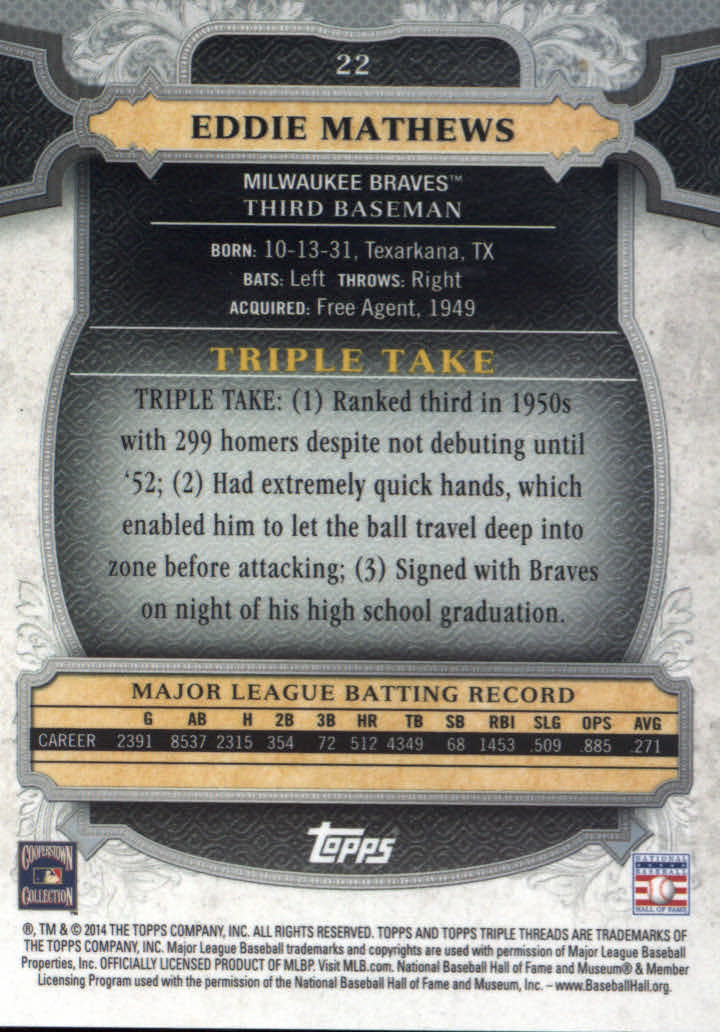 22
EDDIE MATHEWS
MILWAUKEE BRAVES™
THIRD BASEMAN
BORN: 10-13-31, Texarkana, TX
BATS: Left THROWS: Right
ACQUIRED: Free Agent, 1949
TRIPLE TAKE
TRIPLE TAKE: (1) Ranked third in 1950s
with 299 homers despite not debuting until
‘52; (2) Had extremely quick hands, which
enabled him to let the ball travel deep into
zone before attacking; (3) Signed with Braves
on night of his high school graduation.
MAJOR LEAGUE BATTING RECORD
G AB H 2B 3B HR TB SB RBI SLG OPS AVG
CAREER 2391 8537 2315 354 72 512 4349 68 1453 .509 .885 .271
Topps
COOPERSTOWN
COLLECTION
NATIONAL
BASEBALL
HALL OF FAME
®, TM & © 2014 THE TOPPS COMPANY, INC. ALL RIGHTS RESERVED. TOPPS AND TOPPS TRIPLE THREADS ARE TRADEMARKS OF
THE TOPPS COMPANY, INC. Major League Baseball trademarks and copyrights are used with permission of Major League Baseball
Properties, Inc. OFFICIALLY LICENSED PRODUCT OF MLBP. Visit MLB.com. National Baseball Hall of Fame and Museum® & Member
Licensing Program used with the permission of the National Baseball Hall of Fame and Museum, Inc. – www.BaseballHall.org.